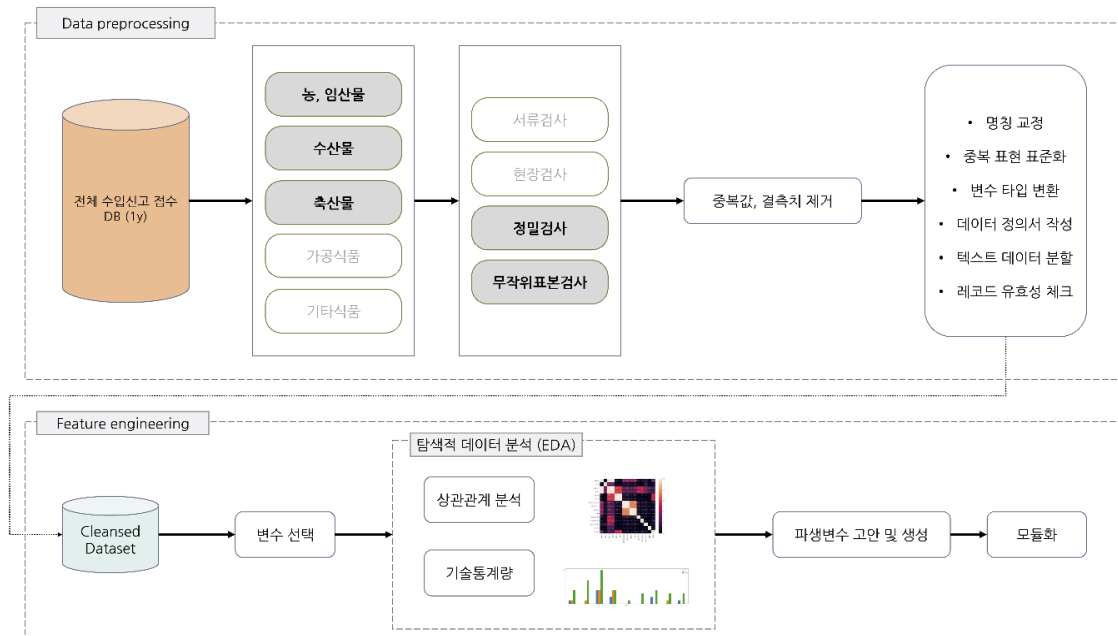 Data preprocessing
전체 수입신고 접수
DB (1y)
농, 임산물
수산물
축산물
가공식품
기타식품
서류검사
현장검사
정밀검사
무작위표본검사
중복값, 결측치 제거
• 명칭 교정
• 중복 표현 표준화
• 변수 타입 변환
• 데이터 정의서 작성
• 텍스트 데이터 분할
• 레코드 유효성 체크
Feature engineering
Cleansed
Dataset
변수 선택
탐색적 데이터 분석 (EDA)
상관관계 분석
기술통계량
파생변수 고안 및 생성
모듈화